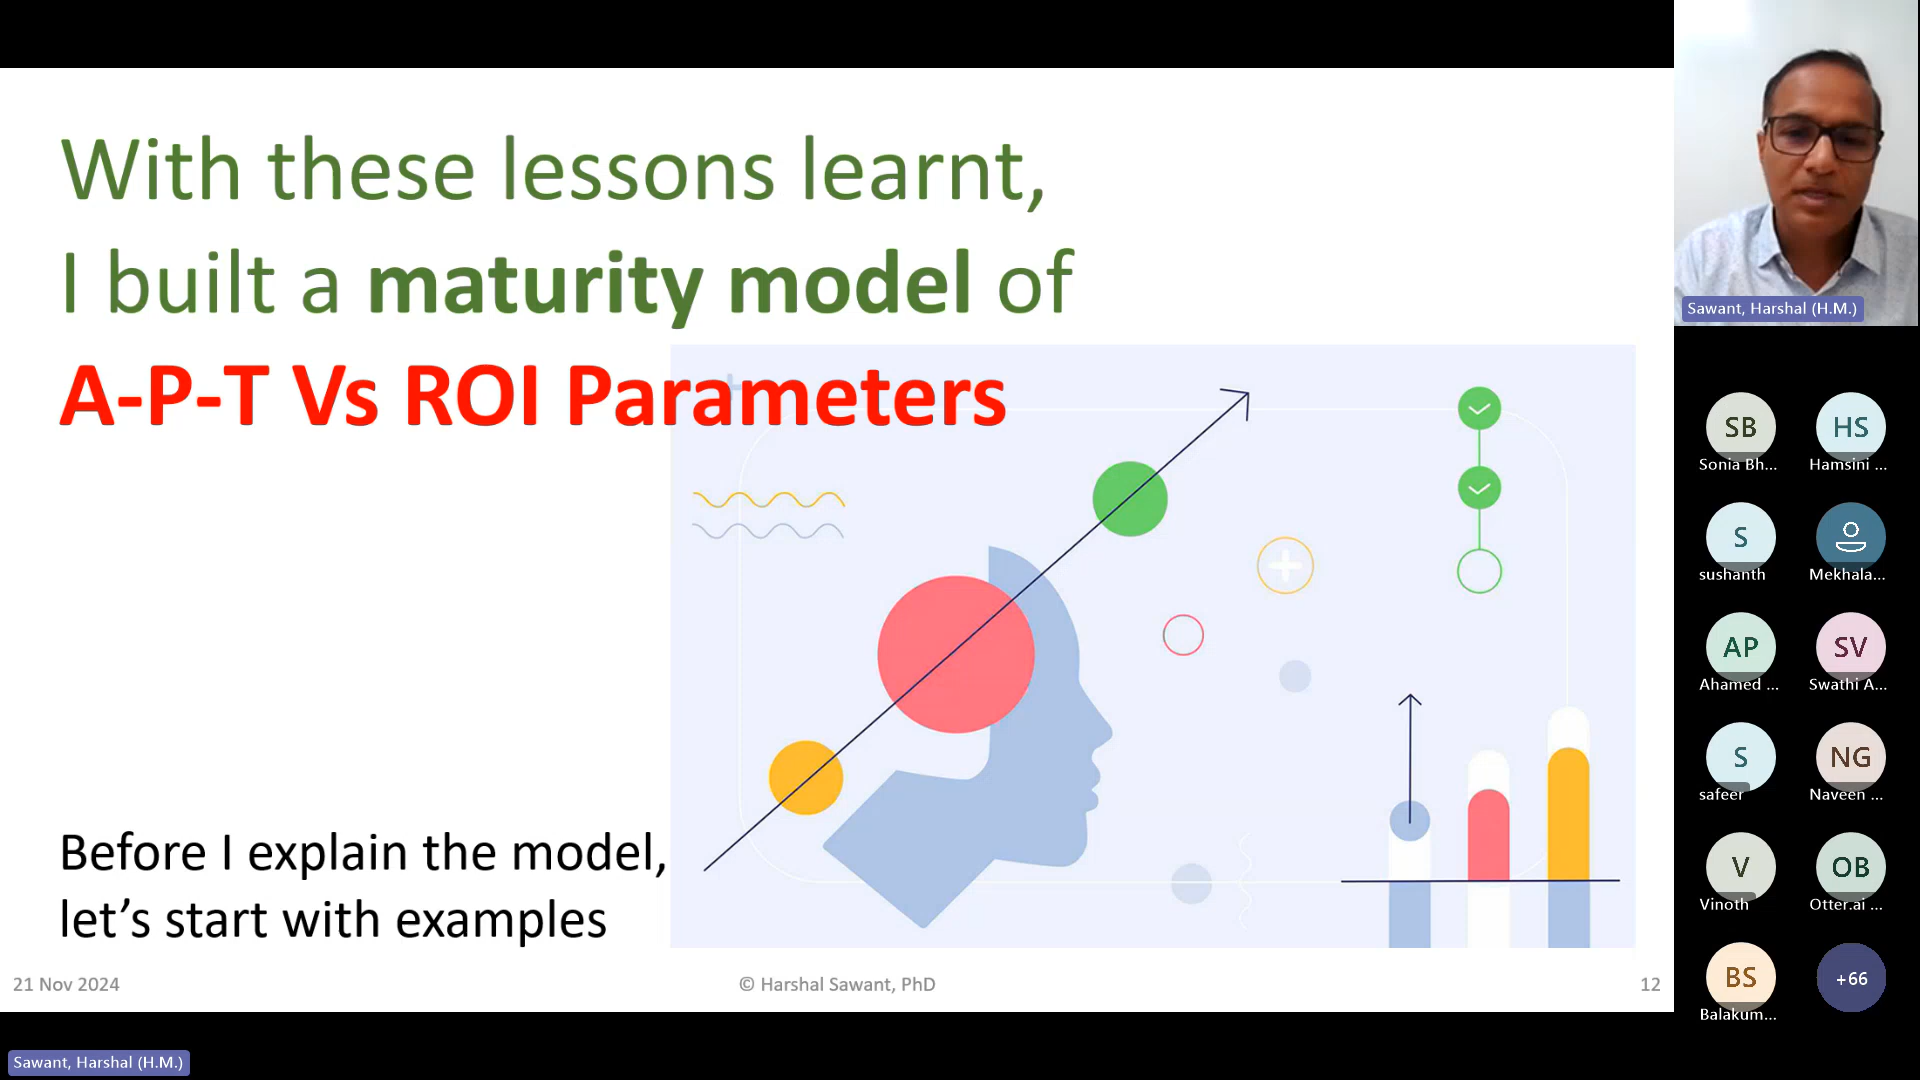 With these lessons learnt,
I built a maturity model of
A-P-T Vs ROI Parameters
Before I explain the model,
let's start with examples
21 Nov 2024
© Harshal Sawant, PhD
12
Sawant, Harshal (H.M.)
SB
Sonia Bh...
HS
Hamsini ...
S
sushanth
Mekhala...
AP
Ahamed ...
SV
Swathi A...
S
safeer
NG
Naveen ...
V
Vinoth
OB
Otter.ai ...
BS
Balakum...
+66
Sawant, Harshal (H.M.)